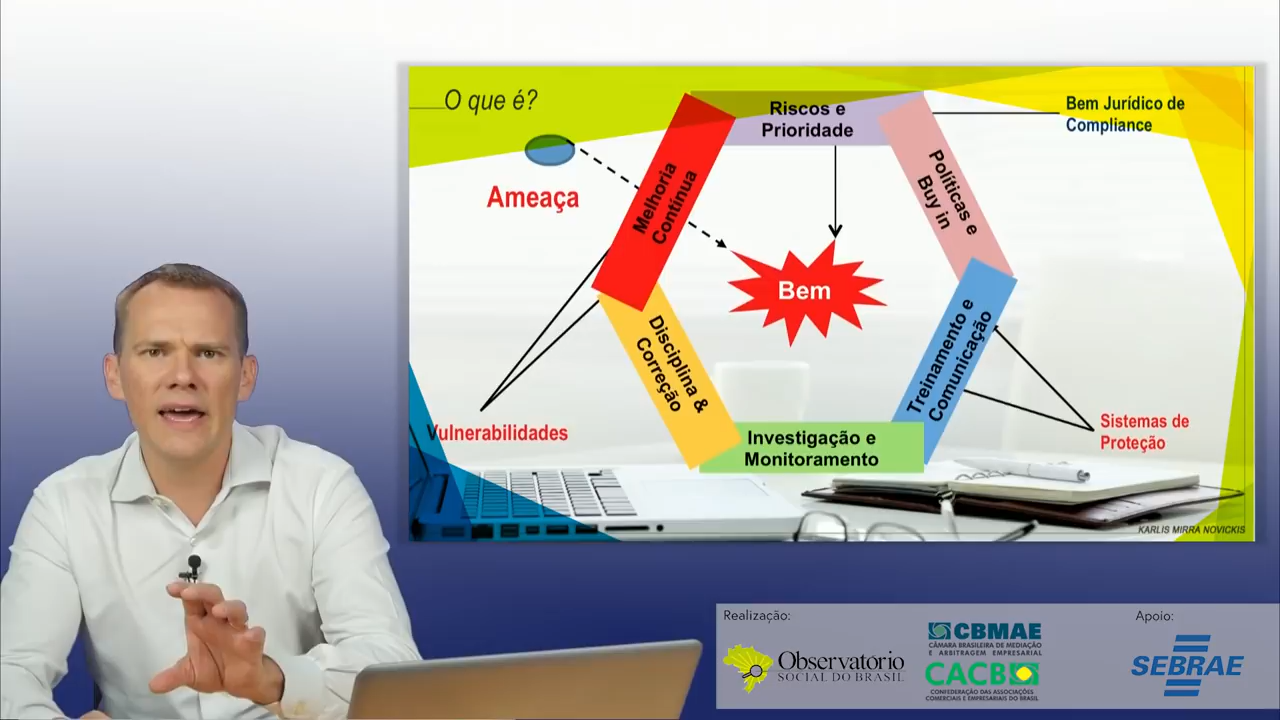 O que é?
Riscos e
Prioridade
Bem Jurídico de
Compliance
Ameaça
Melhoria
Contínua
Políticas e
Buy in
Bem
Disciplina &
Correção
Treinamento e
Comunicação
Vulnerabilidades
Investigação e
Monitoramento
Sistemas de
Proteção
KARLIS MIRRA NOVICKIS
Realização:
Observatório
SOCIAL DO BRASIL
CBMAE
CÂMARA BRASILEIRA DE MEDIAÇÃO
E ARBITRAGEM EMPRESARIAL
CACB
CONFEDERAÇÃO DAS ASSOCIAÇÕES
COMERCIAIS E EMPRESARIAIS DO BRASIL
Apoio:
SEBRAE